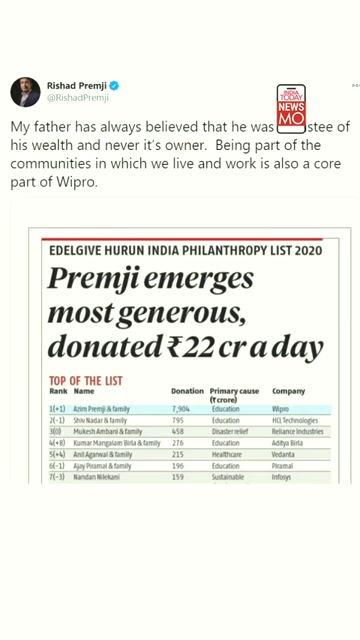 Rishad Premji
@RishadPremji
INDIA TODAY
NEWS
MO
My father has always believed that he was stee of
his wealth and never it's owner. Being part of the
communities in which we live and work is also a core
part of Wipro.
EDELGIVE HURUN INDIA PHILANTHROPY LIST 2020
Premji emerges
most generous,
donated ₹22 cr a day
TOP OF THE LIST
Rank Name Donation Primary cause Company
(₹ crore)
1(+1) Azim Premji & family 7,904 Education Wipro
2(-1) Shiv Nadar & family 795 Education HCL Technologies
3(0) Mukesh Ambani & family 458 Disaster relief Reliance Industries
4(+8) Kumar Mangalam Birla & family 276 Education Aditya Birla
5(+4) Anil Agarwal & family 215 Healthcare Vedanta
6(-1) Ajay Piramal & family 196 Education Piramal
7(-3) Nandan Nilekani 159 Sustainable Infosys